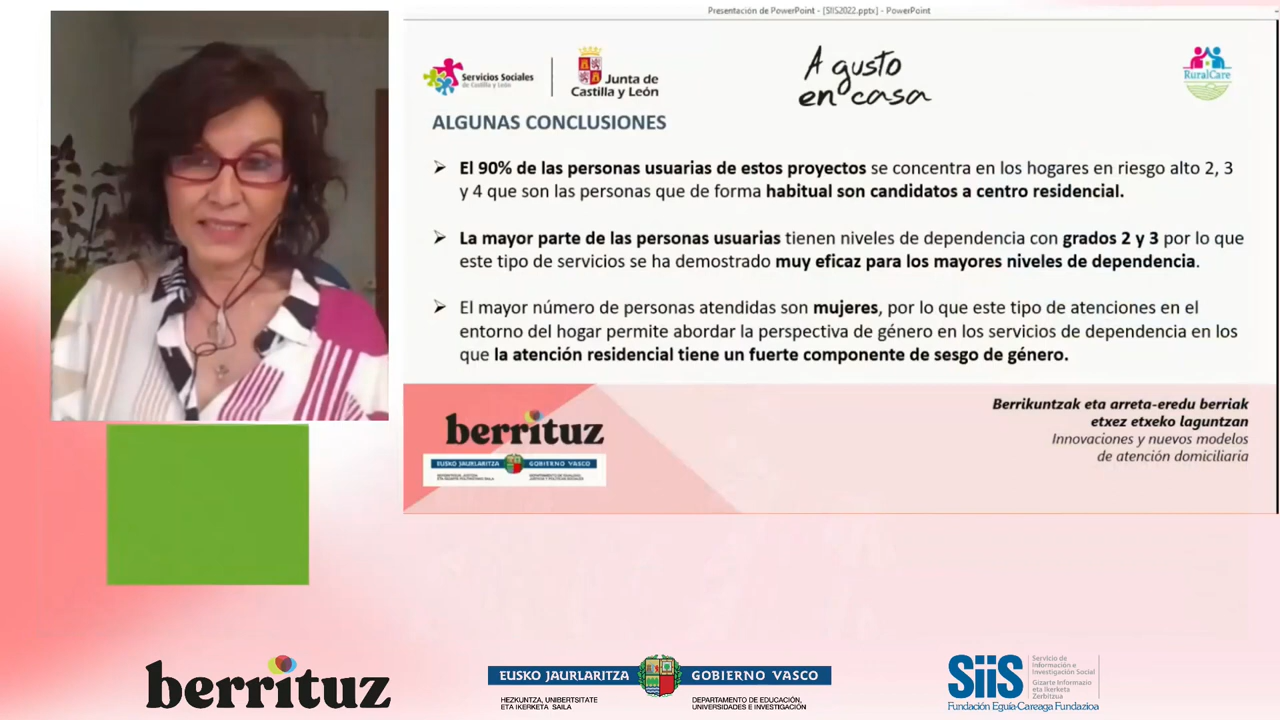 Presentación de PowerPoint - [SIIS2022.pptx] - PowerPoint
Servicios Sociales
de Castilla y León
Junta de
Castilla y León
A gusto
en casa
RuralCare
ALGUNAS CONCLUSIONES
El 90% de las personas usuarias de estos proyectos se concentra en los hogares en riesgo alto 2, 3
y 4 que son las personas que de forma habitual son candidatos a centro residencial.
La mayor parte de las personas usuarias tienen niveles de dependencia con grados 2 y 3 por lo que
este tipo de servicios se ha demostrado muy eficaz para los mayores niveles de dependencia.
El mayor número de personas atendidas son mujeres, por lo que este tipo de atenciones en el
entorno del hogar permite abordar la perspectiva de género en los servicios de dependencia en los
que la atención residencial tiene un fuerte componente de sesgo de género.
berrituz
EUSKO JAURLARITZA GOBIERNO VASCO
Berrikuntzak eta arreta-eredu berriak
etxez etxeko laguntzan
Innovaciones y nuevos modelos
de atención domiciliaria
berrituz
EUSKO JAURLARITZA GOBIERNO VASCO
HEZKUNTZA, UNIBERTSITATE
ETA IKERKETA SAILA
DEPARTAMENTO DE EDUCACIÓN,
UNIVERSIDADES E INVESTIGACIÓN
SiiS
Servicio de
Información e
Investigación Social
Gizarte Informazio
eta Ikerketa
Zerbitzua
Fundación Eguía-Careaga Fundazioa